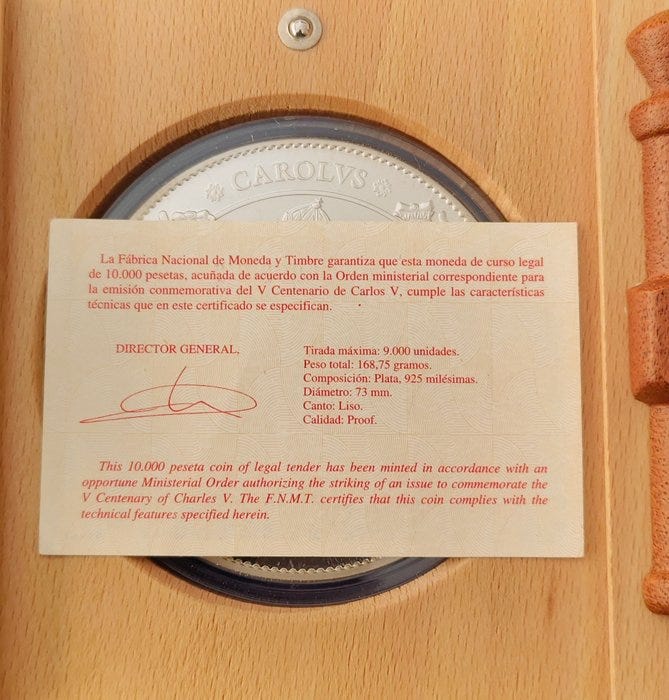 CAROLVS
La Fábrica Nacional de Moneda y Timbre garantiza que esta moneda de curso legal
de 10.000 pesetas, acuñada de acuerdo con la Orden ministerial correspondiente para
la emisión conmemorativa del V Centenario de Carlos V, cumple las características
técnicas que en este certificado se especifican.
DIRECTOR GENERAL,
Tirada máxima: 9.000 unidades.
Peso total: 168,75 gramos.
Composición: Plata, 925 milésimas.
Diámetro: 73 mm.
Canto: Liso.
Calidad: Proof.
This 10.000 peseta coin of legal tender has been minted in accordance with an
opportune Ministerial Order authorizing the striking of an issue to commemorate the
V Centenary of Charles V. The F.N.M.T. certifies that this coin complies with the
technical features specified herein.